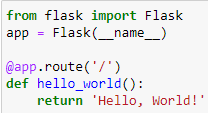 from flask import Flask
app = Flask(__name__)
@app.route('/')
def hello_world():
return 'Hello, World!'